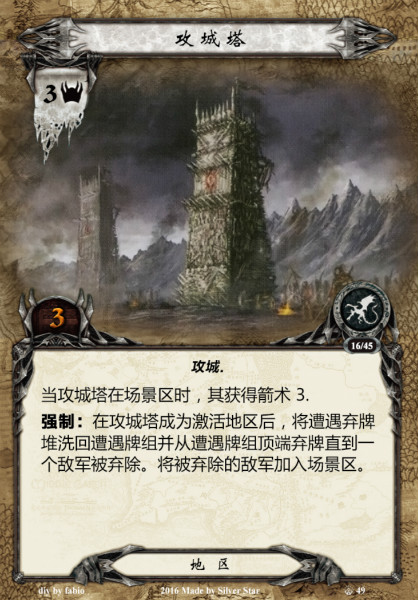 攻城塔
3
3
16/45
攻城.
当攻城塔在场景区时，其获得箭术 3.
强制：在攻城塔成为激活地区后，将遭遇弃牌
堆洗回遭遇牌组并从遭遇牌组顶端弃牌直到一
个敌军被弃除。将被弃除的敌军加入场景区。
地区
diy by fabio
2016 Made by Silver Star
49